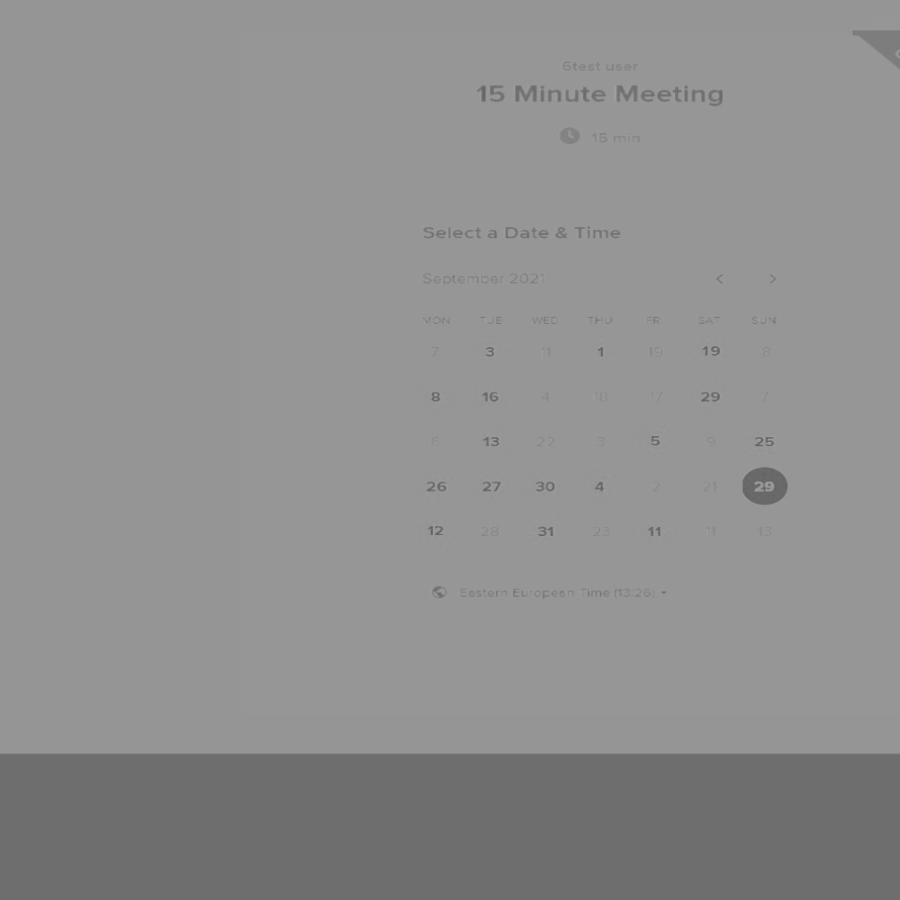 6test user
15 Minute Meeting
15 min
Select a Date & Time
September 2021
MON TUE WED THU FRI SAT SUN
7 3 11 1 19 19 8
8 16 4 18 17 29 7
6 13 22 3 5 9 25
26 27 30 4 2 21 29
12 28 31 23 11 11 13
Eastern European Time (13:26)